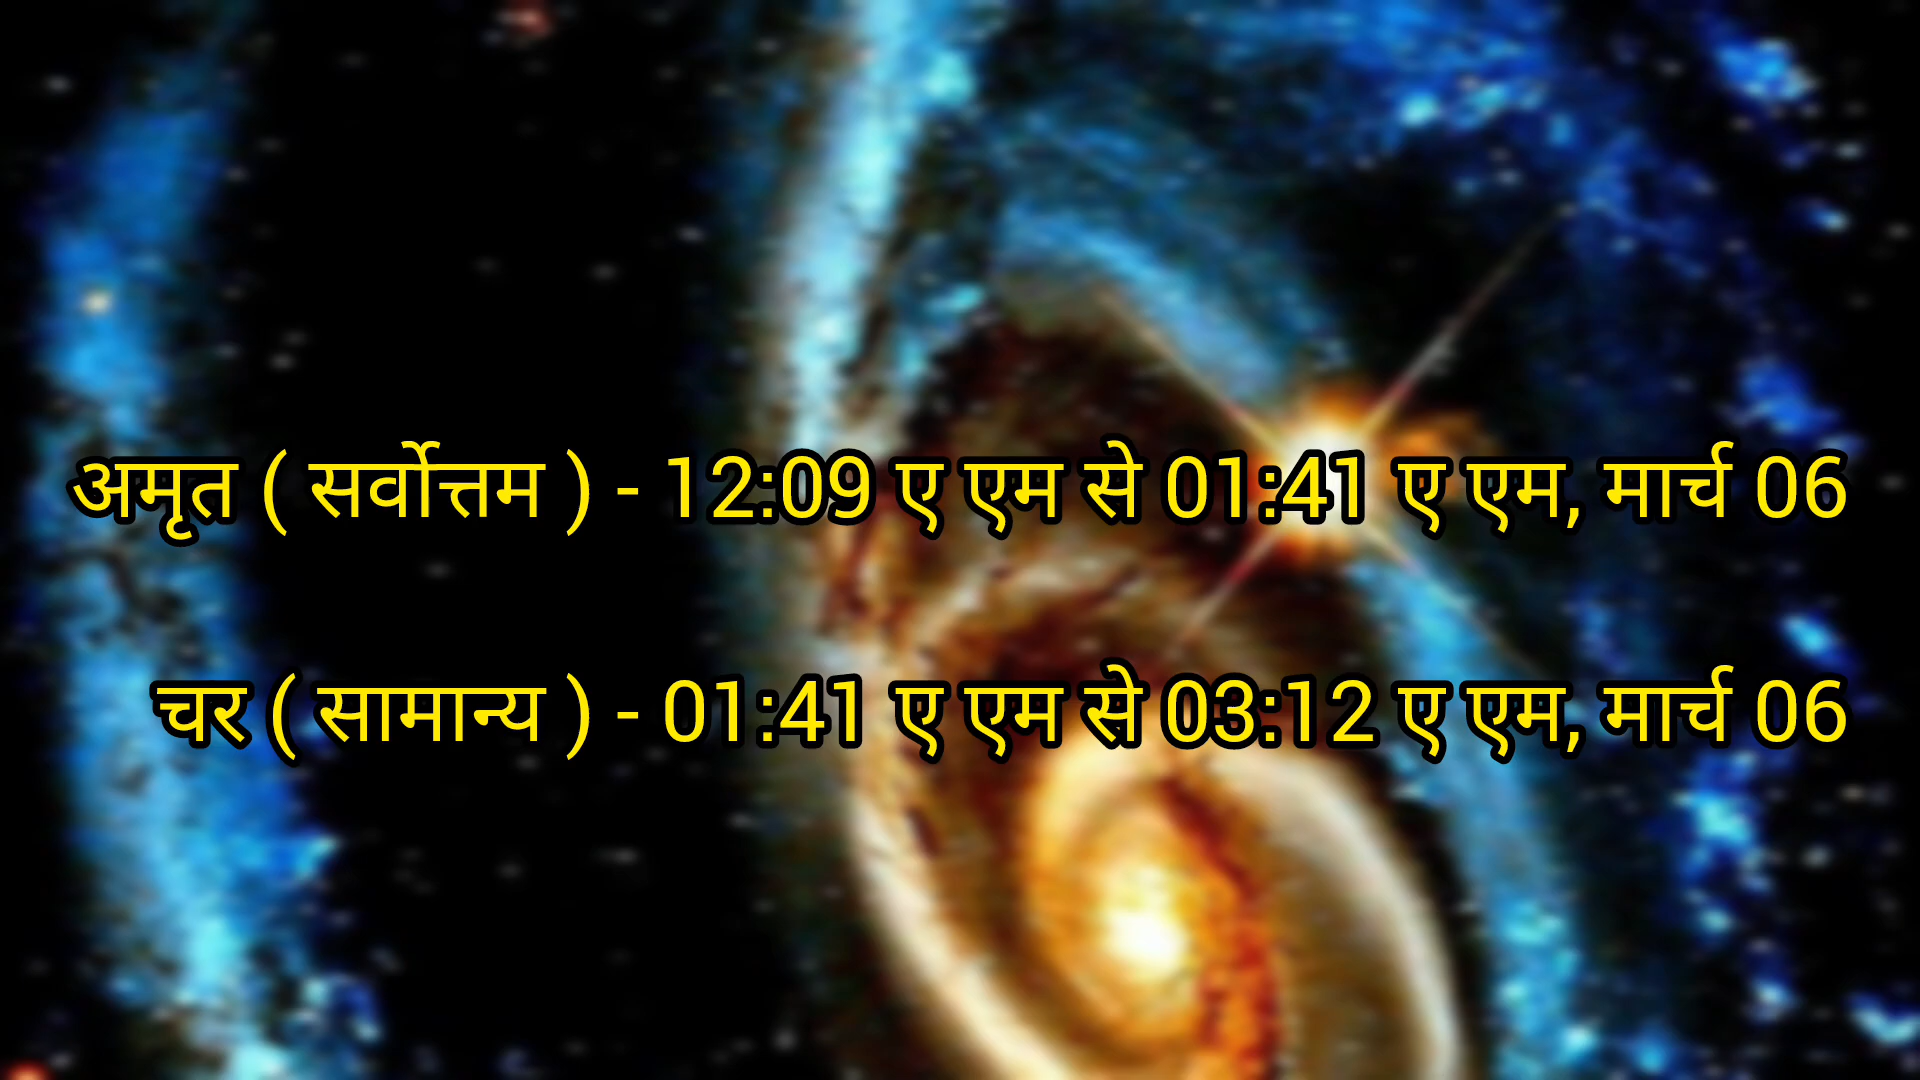 अमृत ( सर्वोत्तम ) - 12:09 ए एम से 01:41 ए एम, मार्च 06
चर ( सामान्य ) - 01:41 ए एम से 03:12 ए एम, मार्च 06